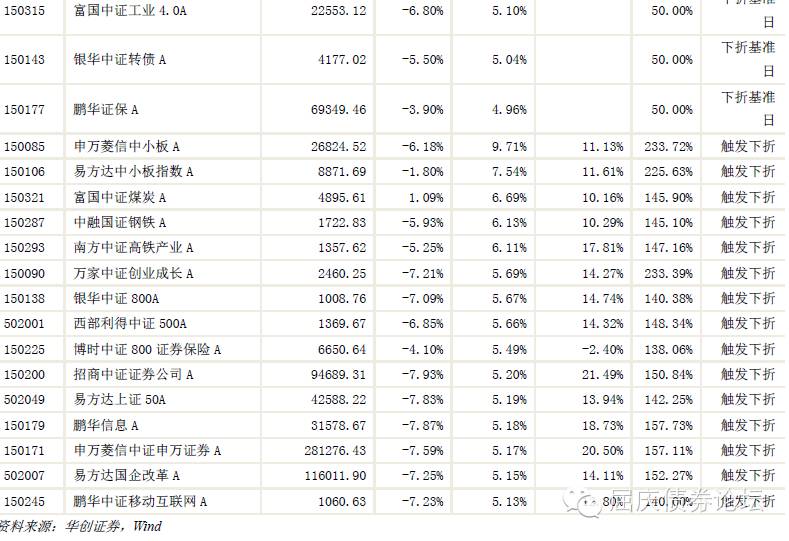 150315 富国中证工业 4.0A 22553.12 -6.80% 5.10% 50.00% 下折基准
日
150143 银华中证转债 A 4177.02 -5.50% 5.04% 50.00% 下折基准
日
150177 鹏华证保 A 69349.46 -3.90% 4.96% 50.00% 下折基准
日
150085 申万菱信中小板 A 26824.52 -6.18% 9.71% 11.13% 233.72% 触发下折
150106 易方达中小板指数 A 8871.69 -1.80% 7.54% 11.61% 225.63% 触发下折
150321 富国中证煤炭 A 4895.61 1.09% 6.69% 10.16% 145.90% 触发下折
150287 中融国证钢铁 A 1722.83 -5.93% 6.13% 10.29% 145.10% 触发下折
150293 南方中证高铁产业 A 1357.62 -5.25% 6.11% 17.81% 147.16% 触发下折
150090 万家中证创业成长 A 2460.25 -7.21% 5.69% 14.27% 233.39% 触发下折
150138 银华中证 800A 1008.76 -7.09% 5.67% 14.74% 140.38% 触发下折
502001 西部利得中证 500A 1369.67 -6.85% 5.66% 14.32% 148.34% 触发下折
150225 博时中证 800 证券保险 A 6650.64 -4.10% 5.49% -2.40% 138.06% 触发下折
150200 招商中证证券公司 A 94689.31 -7.93% 5.20% 21.49% 150.84% 触发下折
502049 易方达上证 50A 42588.22 -7.83% 5.19% 13.94% 142.25% 触发下折
150179 鹏华信息 A 31578.67 -7.87% 5.18% 18.73% 157.73% 触发下折
150171 申万菱信中证申万证券 A 281276.43 -7.59% 5.17% 20.50% 157.11% 触发下折
502007 易方达国企改革 A 116011.90 -7.25% 5.15% 14.11% 152.27% 触发下折
150245 鹏华中证移动互联网 A 1060.63 -7.23% 5.13% 140.60% 触发下折
屈庆债券论坛
资料来源：华创证券，Wind